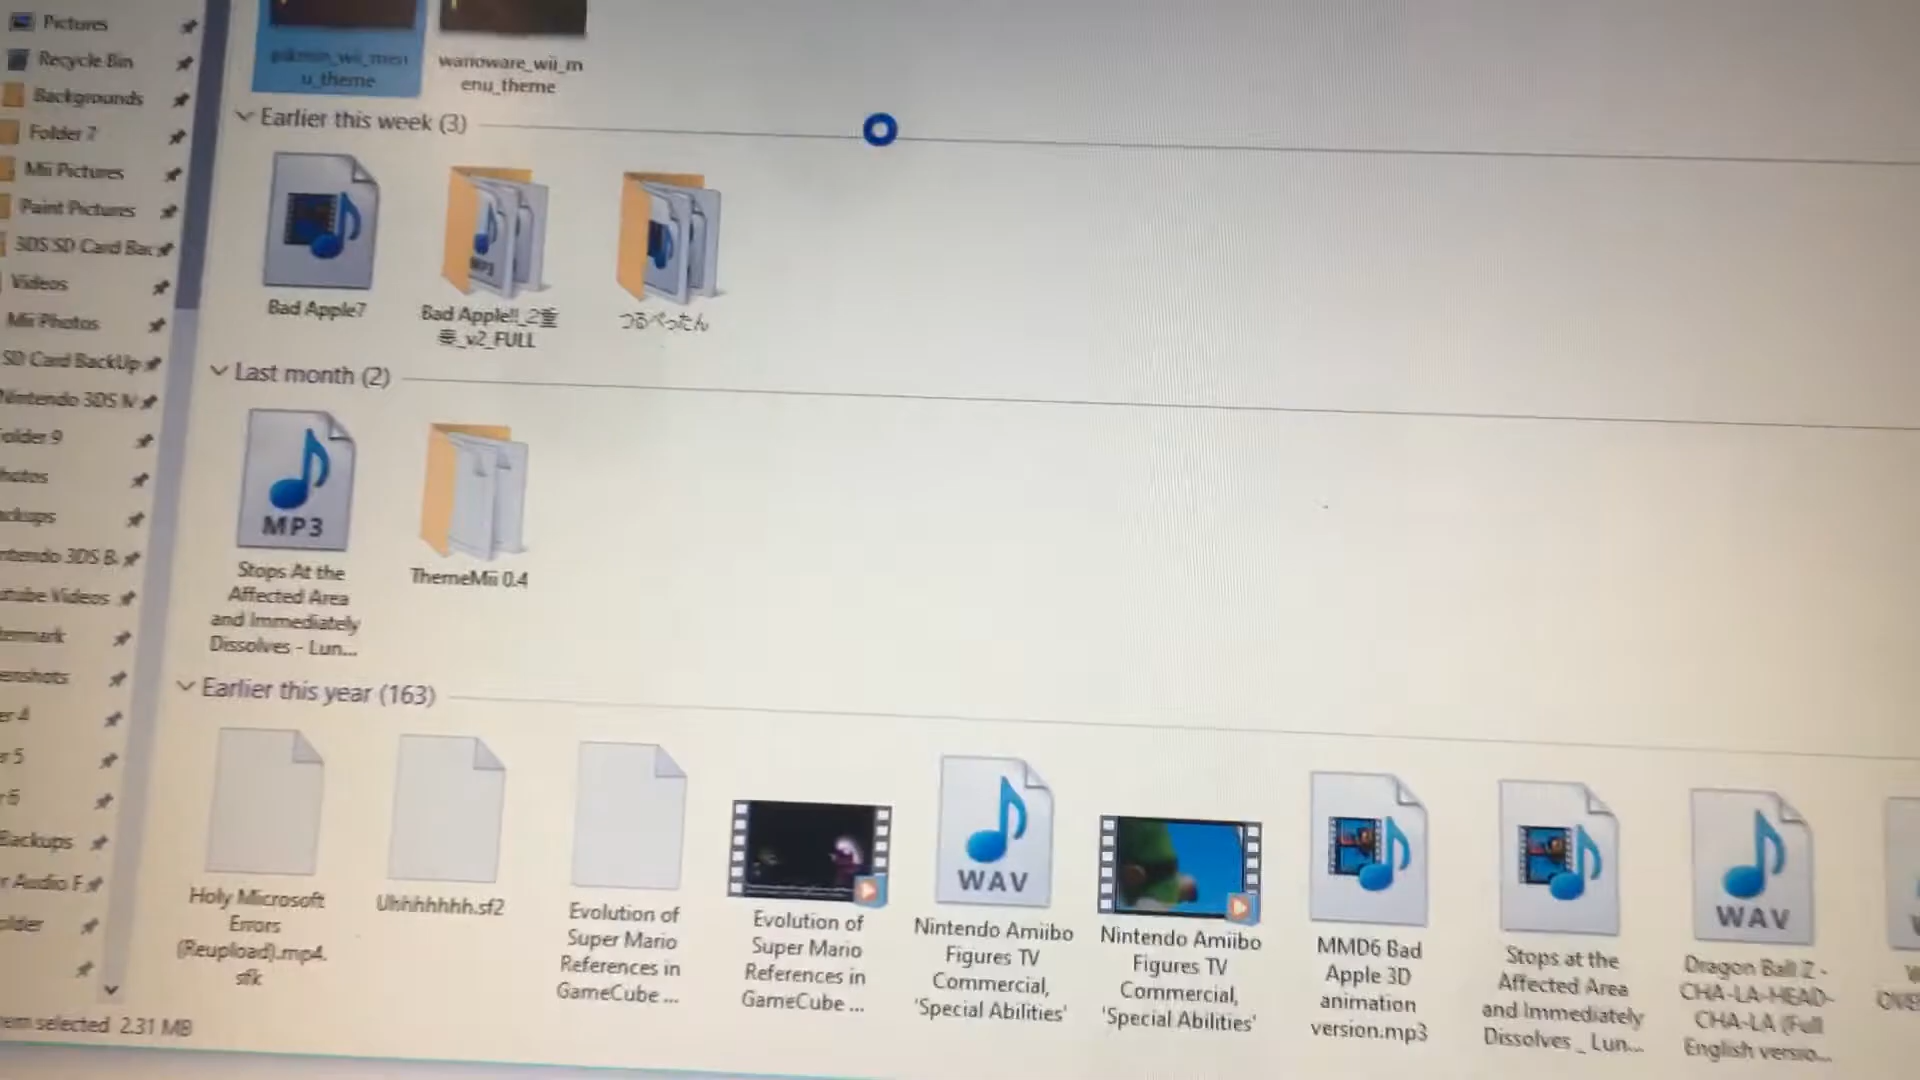 Pictures
Recycle Bin
Backgrounds
Folder 7
Mii Pictures
Paint Pictures
3DS SD Card Bac
Videos
Mii Photos
SD Card BackUp
Nintendo 3DS M
older 9
hotos
ackups
ntendo 3DS B
utube Videos
termark
enshots
er 4
er 5
r 6
Backups
r Audio F
older
pikmin_wii_men
u_theme
warioware_wii_m
enu_theme
Earlier this week (3)
Bad Apple7
Bad Apple!!_2重
奏_v2_FULL
つるぺったん
Last month (2)
MP3
Stops At the
Affected Area
and Immediately
Dissolves - Lun...
ThemeMii 0.4
Earlier this year (163)
Holy Microsoft
Errors
(Reupload).mp4.
sfk
Uhhhhhhh.sf2
Evolution of
Super Mario
References in
GameCube ...
Evolution of
Super Mario
References in
GameCube ...
WAV
Nintendo Amiibo
Figures TV
Commercial,
'Special Abilities'
Nintendo Amiibo
Figures TV
Commercial,
'Special Abilities'
MMD6 Bad
Apple 3D
animation
version.mp3
Stops at the
Affected Area
and Immediately
Dissolves _ Lun...
WAV
Dragon Ball Z -
CHA-LA-HEAD-
CHA-LA (Full
English versio...
OVE
em selected 2.31 MB